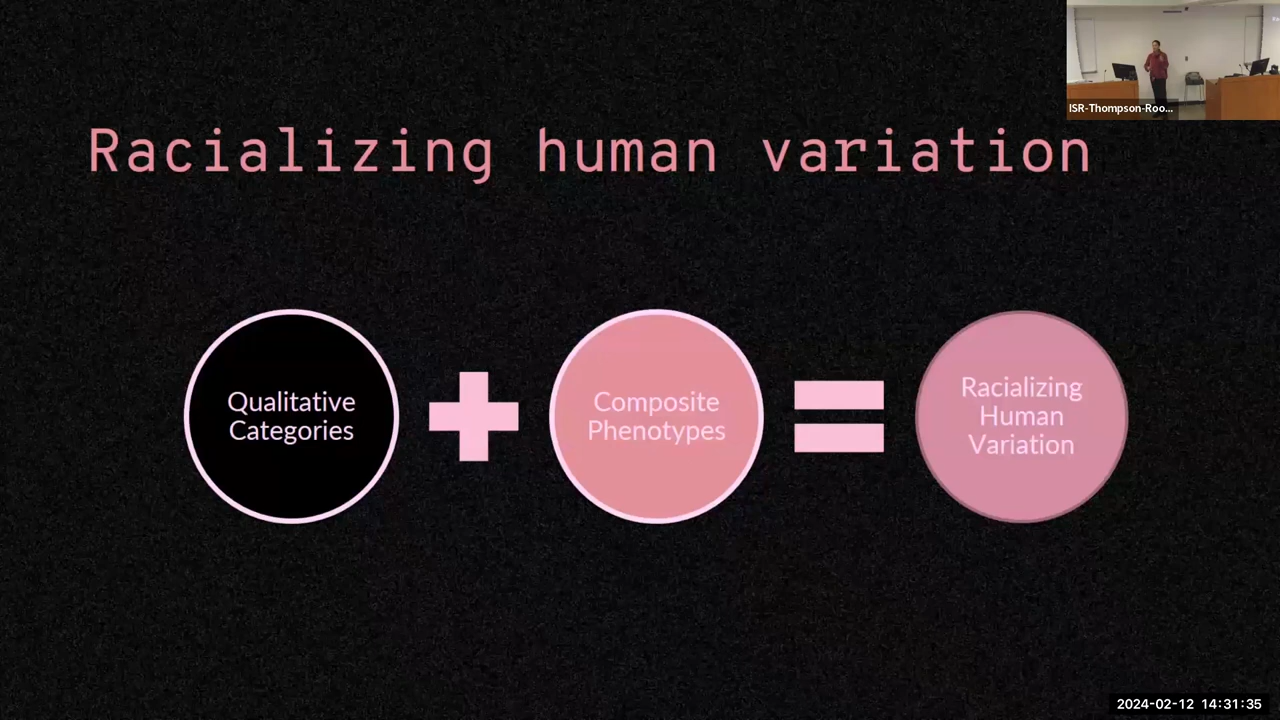 ISR-Thompson-Roo...
Racializing human variation
Qualitative
Categories
Composite
Phenotypes
Racializing
Human
Variation
2024-02-12 14:31:35